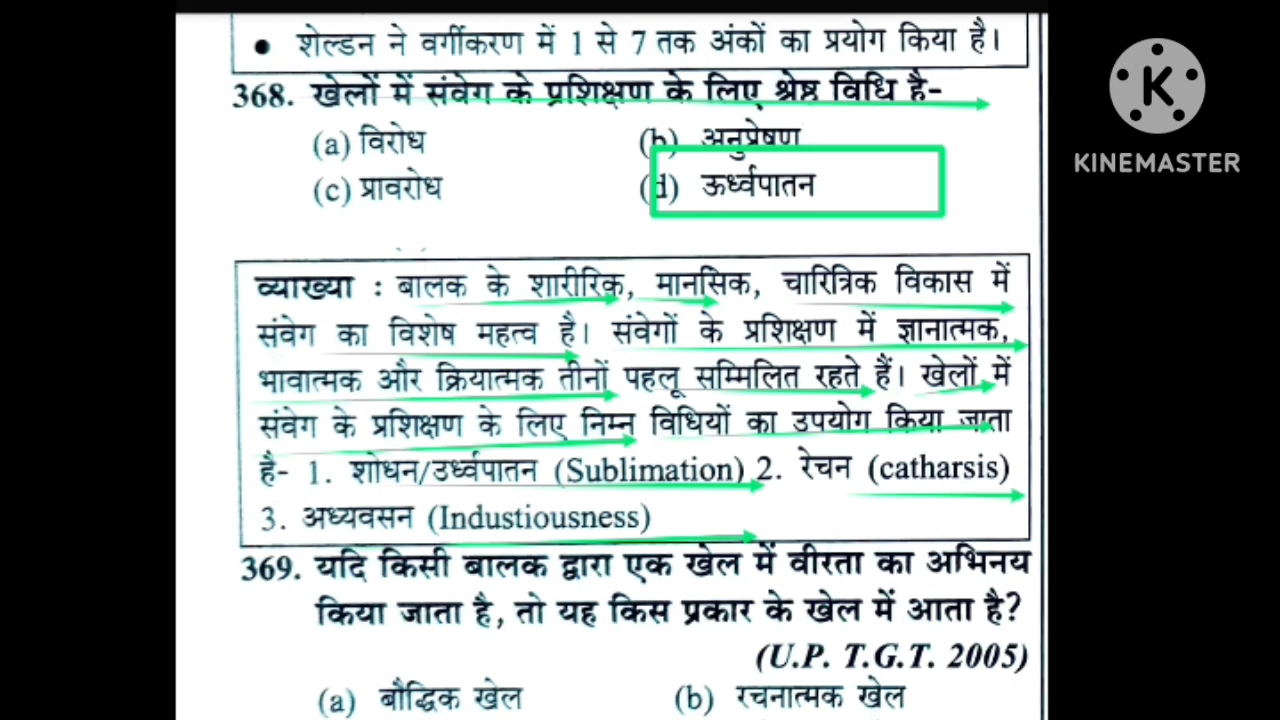 • शेल्डन ने वर्गीकरण में 1 से 7 तक अंकों का प्रयोग किया है।
368. खेलों में संवेग के प्रशिक्षण के लिए श्रेष्ठ विधि है-
(a) विरोध (b) अनुप्रेषण
(c) प्रावरोध (d) ऊर्ध्वपातन
व्याख्या : बालक के शारीरिक, मानसिक, चारित्रिक विकास में
संवेग का विशेष महत्व है। संवेगों के प्रशिक्षण में ज्ञानात्मक,
भावात्मक और क्रियात्मक तीनों पहलू सम्मिलित रहते हैं। खेलों में
संवेग के प्रशिक्षण के लिए निम्न विधियों का उपयोग किया जाता
है- 1. शोधन/उर्ध्वपातन (Sublimation) 2. रेचन (catharsis)
3. अध्यवसन (Industiousness)
369. यदि किसी बालक द्वारा एक खेल में वीरता का अभिनय
किया जाता है, तो यह किस प्रकार के खेल में आता है?
(U.P. T.G.T. 2005)
(a) बौद्धिक खेल (b) रचनात्मक खेल
K
KINEMASTER